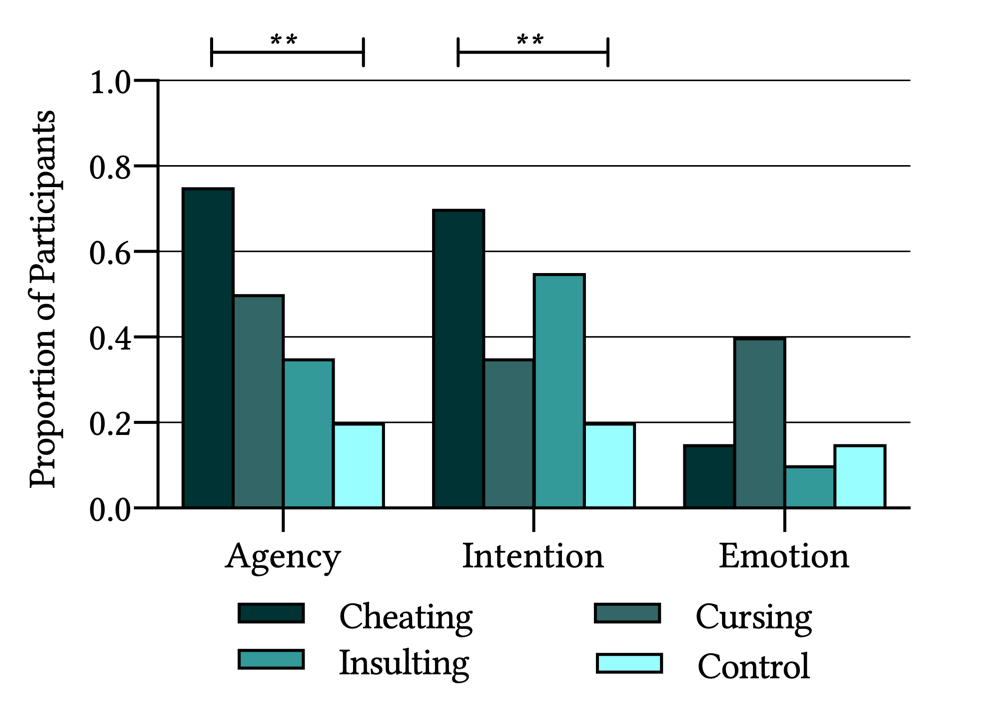 ** **
1.0
0.8
0.6
0.4
0.2
0.0
Proportion of Participants
Agency Intention Emotion
Cheating Cursing
Insulting Control